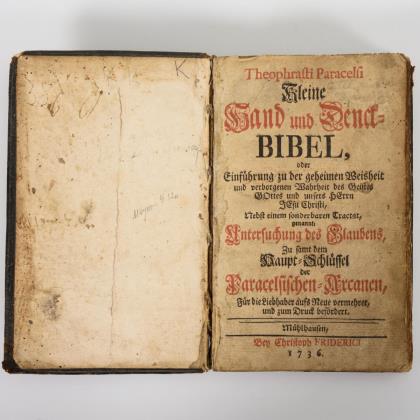 K
Theophrasti Paracelsi
Kleine
Hand und Denck-
BIBEL,
oder
Einführung zu der geheimen Weisheit
und verborgenen Wahrheit des Geistes
GOttes und unsers HErrn
JEsu Christi,
Nebst einem sonderbaren Tractat,
genannt:
Untersuchung des Glaubens,
Zu samt dem
Haupt-Schlüssel
der
Paracelsischen-Arcanen,
Für die Liebhaber aufs Neue vermehret,
und zum Druck befördert.
Mühlhausen,
Bey Christoph FRIDERICI
1736.